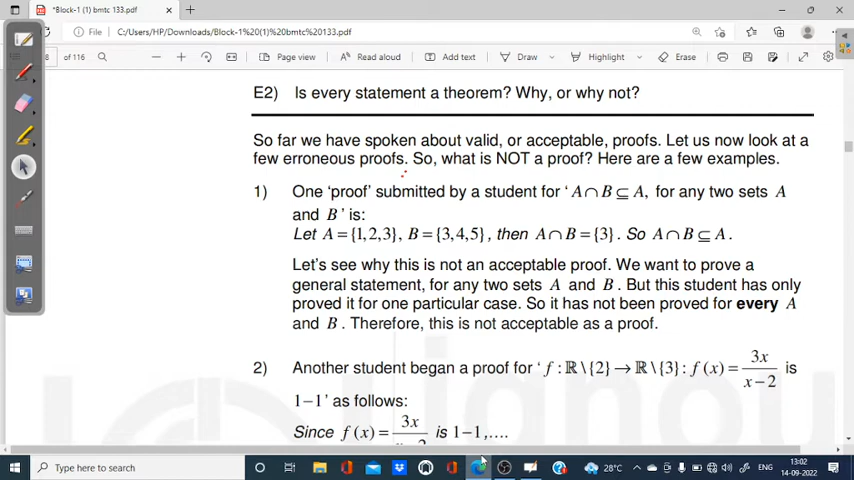 *Block-1 (1) bmtc 133.pdf
File C:/Users/HP/Downloads/Block-1%20(1)%20bmtc%20133.pdf
8 of 116 Page view Read aloud Add text Draw Highlight Erase
E2) Is every statement a theorem? Why, or why not?
So far we have spoken about valid, or acceptable, proofs. Let us now look at a
few erroneous proofs. So, what is NOT a proof? Here are a few examples.
1) One ‘proof’ submitted by a student for ‘ A∩B⊆A, for any two sets A
and B ’ is:
Let A={1,2,3}, B={3,4,5}, then A∩B={3}. So A∩B⊆A.
Let’s see why this is not an acceptable proof. We want to prove a
general statement, for any two sets A and B. But this student has only
proved it for one particular case. So it has not been proved for every A
and B. Therefore, this is not acceptable as a proof.
2) Another student began a proof for ‘ f : ℝ\{2}→ℝ\{3}: f(x)= 3x/(x−2) is
1−1’ as follows:
Since f(x)= 3x/(x−2) is 1−1,....
Ignou
Type here to search 28°C ENG 13:02
14-09-2022